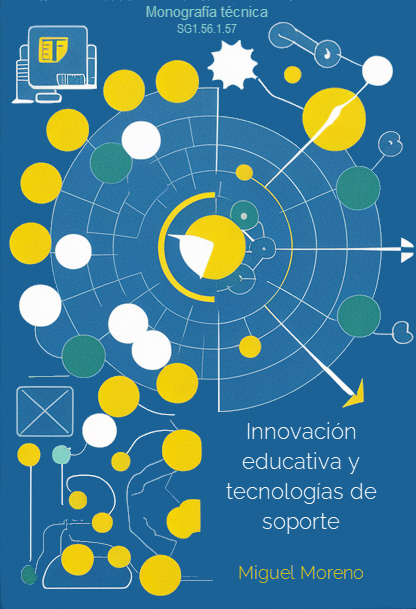 Monografía técnica
SG1.56.1.57
Innovación
educativa y
tecnologías de
soporte
Miguel Moreno